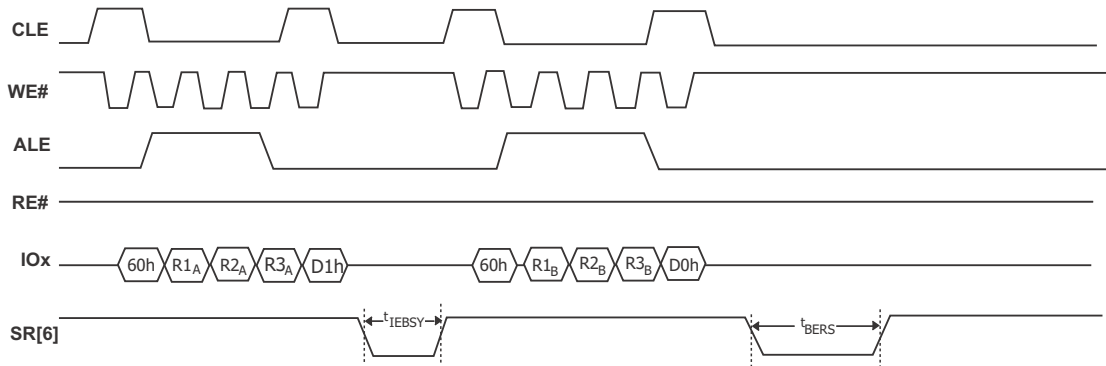 CLE
WE#
ALE
RE#
IOx 60h R1A R2A R3A D1h 60h R1B R2B R3B D0h
SR[6] tIEBSY tBERS